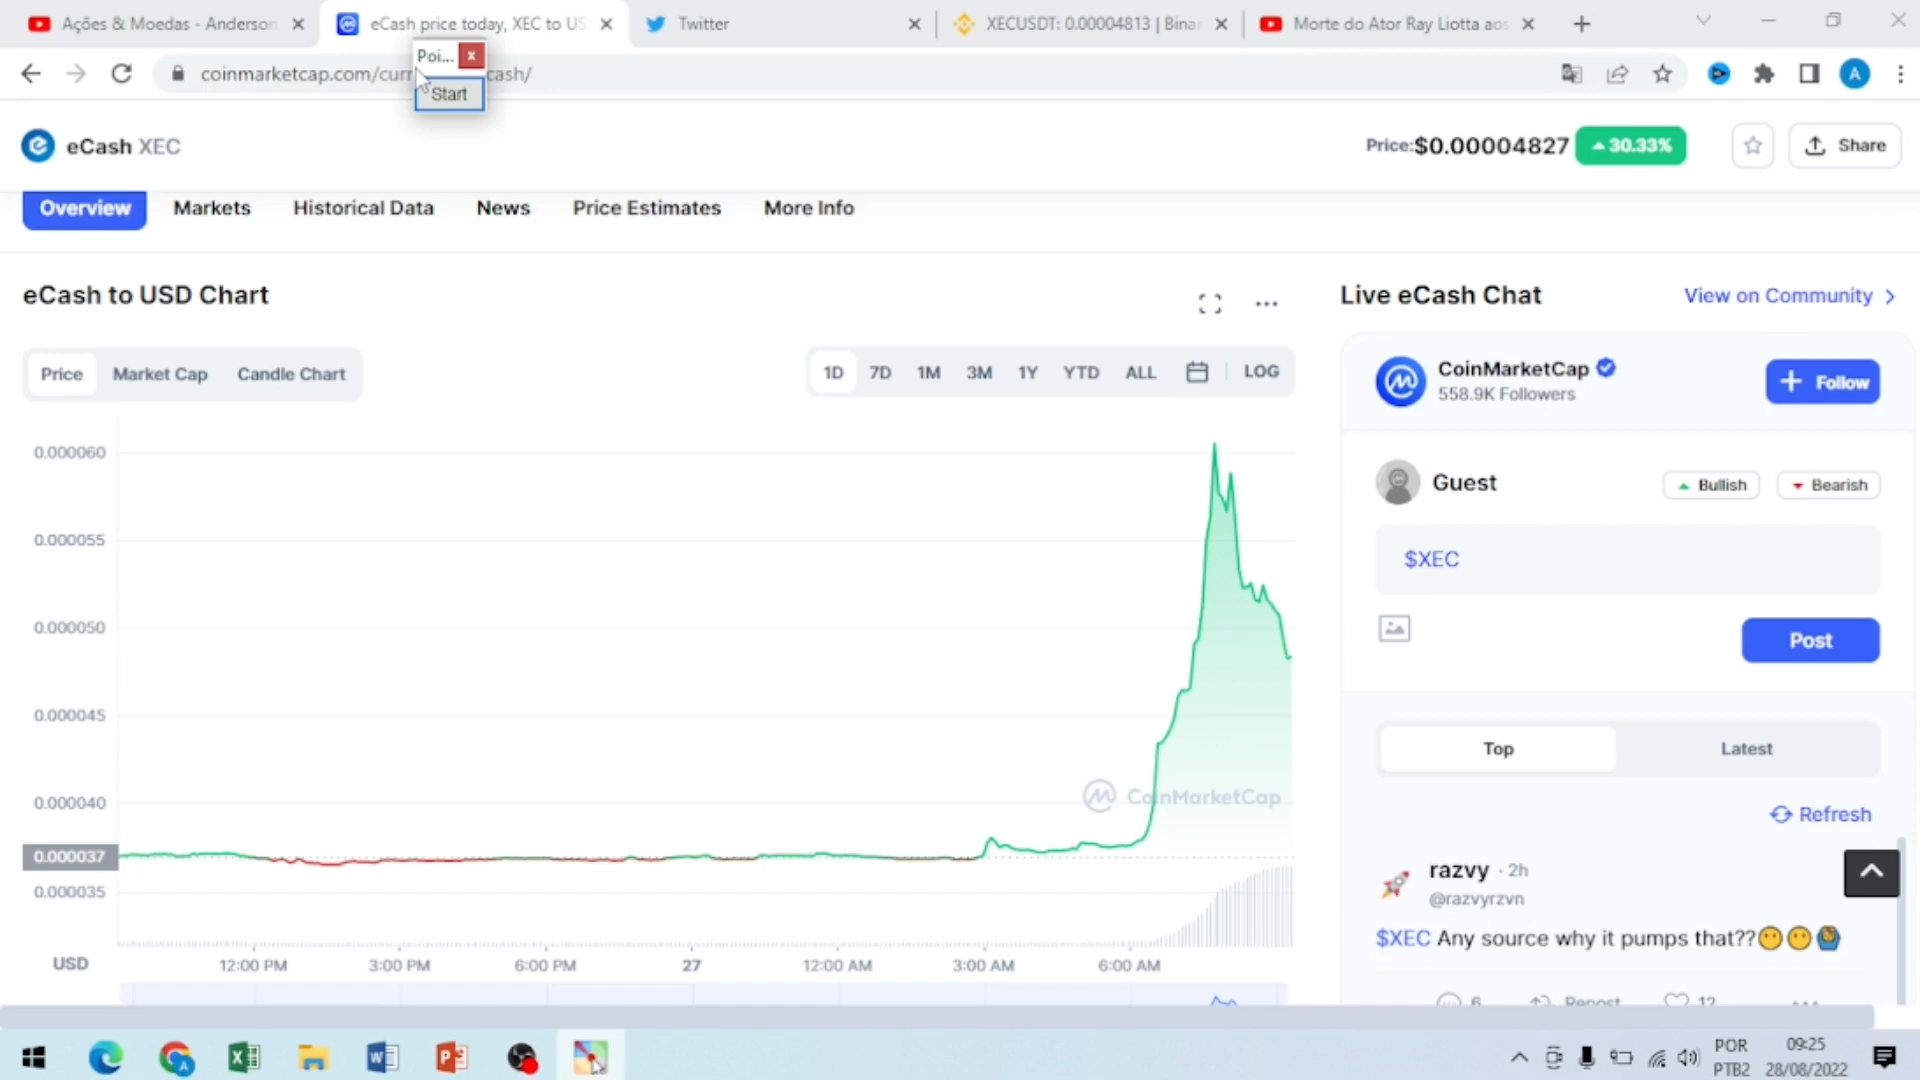 Ações & Moedas - Anderson
eCash price today, XEC to US
Twitter
XECUSDT: 0.00004813 | Binan
Morte do Ator Ray Liotta aos
Poi...
Start
coinmarketcap.com/curr cash/
eCash XEC
Price:$0.00004827
30.33%
Share
Overview
Markets
Historical Data
News
Price Estimates
More Info
eCash to USD Chart
Price
Market Cap
Candle Chart
1D
7D
1M
3M
1Y
YTD
ALL
LOG
0.000060
0.000055
0.000050
0.000045
0.000040
0.000037
0.000035
CoinMarketCap
USD
12:00 PM
3:00 PM
6:00 PM
27
12:00 AM
3:00 AM
6:00 AM
Live eCash Chat
View on Community
CoinMarketCap
558.9K Followers
Follow
Guest
Bullish
Bearish
$XEC
Post
Top
Latest
Refresh
razvy · 2h
@razvyrzvn
$XEC Any source why it pumps that??
6
Repost
12
POR
PTB2
09:25
28/08/2022